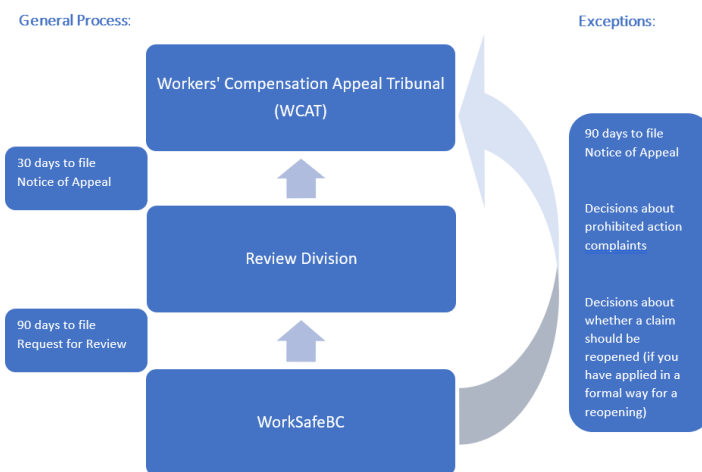 General Process:
Exceptions:
Workers' Compensation Appeal Tribunal
(WCAT)
30 days to file
Notice of Appeal
Review Division
90 days to file
Request for Review
WorkSafeBC
90 days to file
Notice of Appeal
Decisions about
prohibited action
complaints
Decisions about
whether a claim
should be
reopened (if you
have applied in a
formal way for a
reopening)